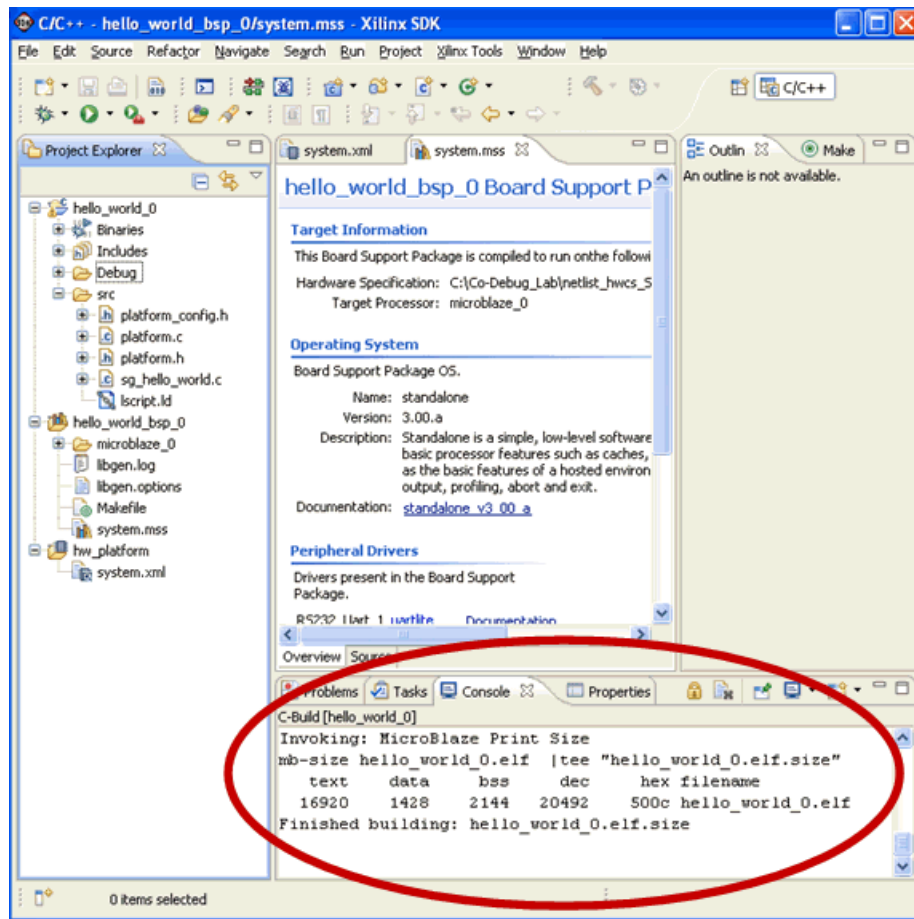 C/C++ - hello_world_bsp_0/system.mss - Xilinx SDK
File Edit Source Refactor Navigate Search Run Project Xilinx Tools Window Help
C/C++
Project Explorer
hello_world_0
Binaries
Includes
Debug
src
platform_config.h
platform.c
platform.h
sg_hello_world.c
lscript.ld
hello_world_bsp_0
microblaze_0
libgen.log
libgen.options
Makefile
system.mss
hw_platform
system.xml
system.xml system.mss
hello_world_bsp_0 Board Support P
Target Information
This Board Support Package is compiled to run onthe followi
Hardware Specification: C:\Co-Debug_Lab\netlist_hwcs_S
Target Processor: microblaze_0
Operating System
Board Support Package OS.
Name: standalone
Version: 3.00.a
Description: Standalone is a simple, low-level software
basic processor features such as caches,
as the basic features of a hosted environ
output, profiling, abort and exit.
Documentation: standalone_v3_00_a
Peripheral Drivers
Drivers present in the Board Support
Package.
RS232_Uart_1 uartlite Documentation
Overview Source
Outlin Make
An outline is not available.
Problems Tasks Console Properties
C-Build [hello_world_0]
Invoking: MicroBlaze Print Size
mb-size hello_world_0.elf |tee "hello_world_0.elf.size"
text data bss dec hex filename
16920 1428 2144 20492 500c hello_world_0.elf
Finished building: hello_world_0.elf.size
0 items selected